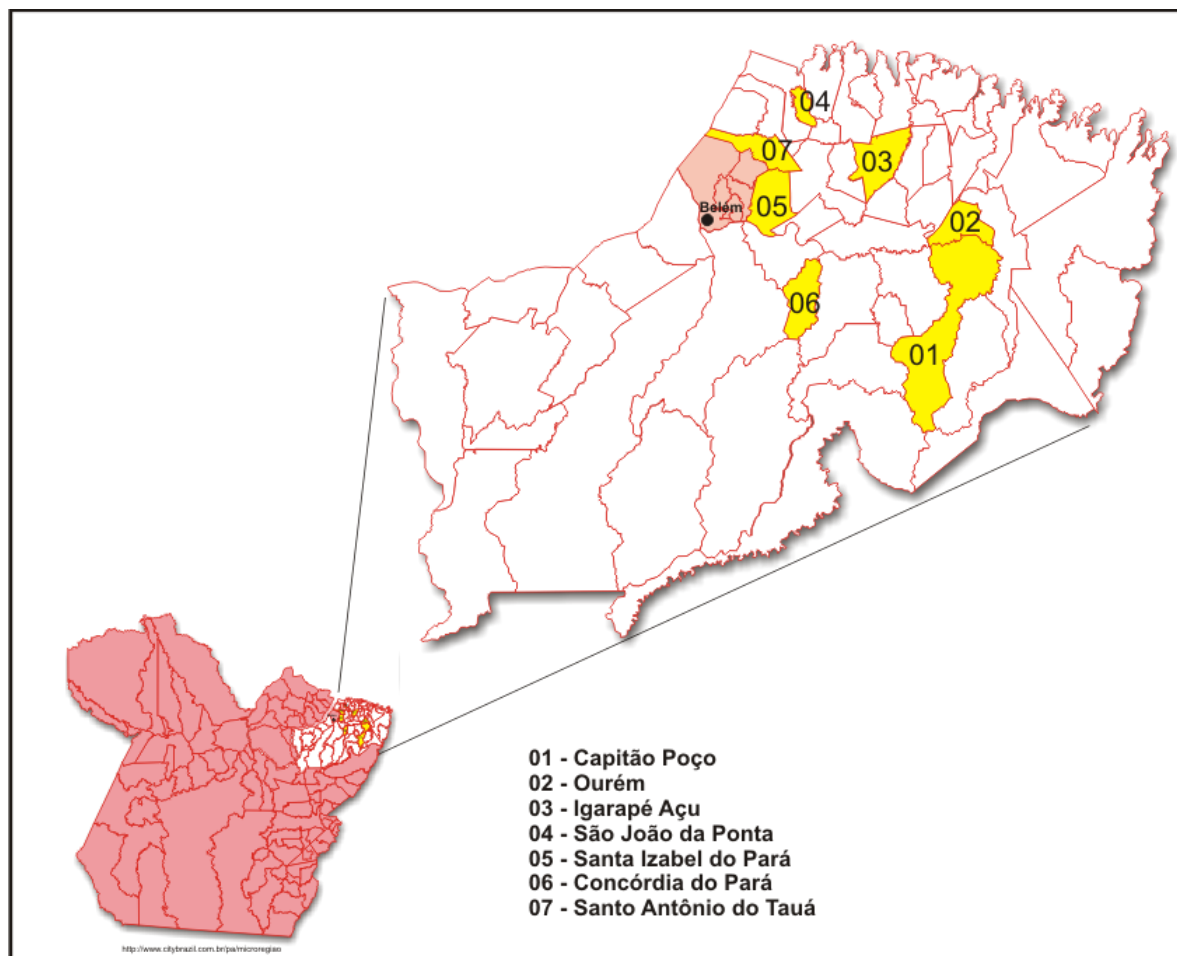 04
07
03
Belém
05
02
06
01
01 - Capitão Poço
02 - Ourém
03 - Igarapé Açu
04 - São João da Ponta
05 - Santa Izabel do Pará
06 - Concórdia do Pará
07 - Santo Antônio do Tauá
http://www.citybrazil.com.br/pa/microregiao